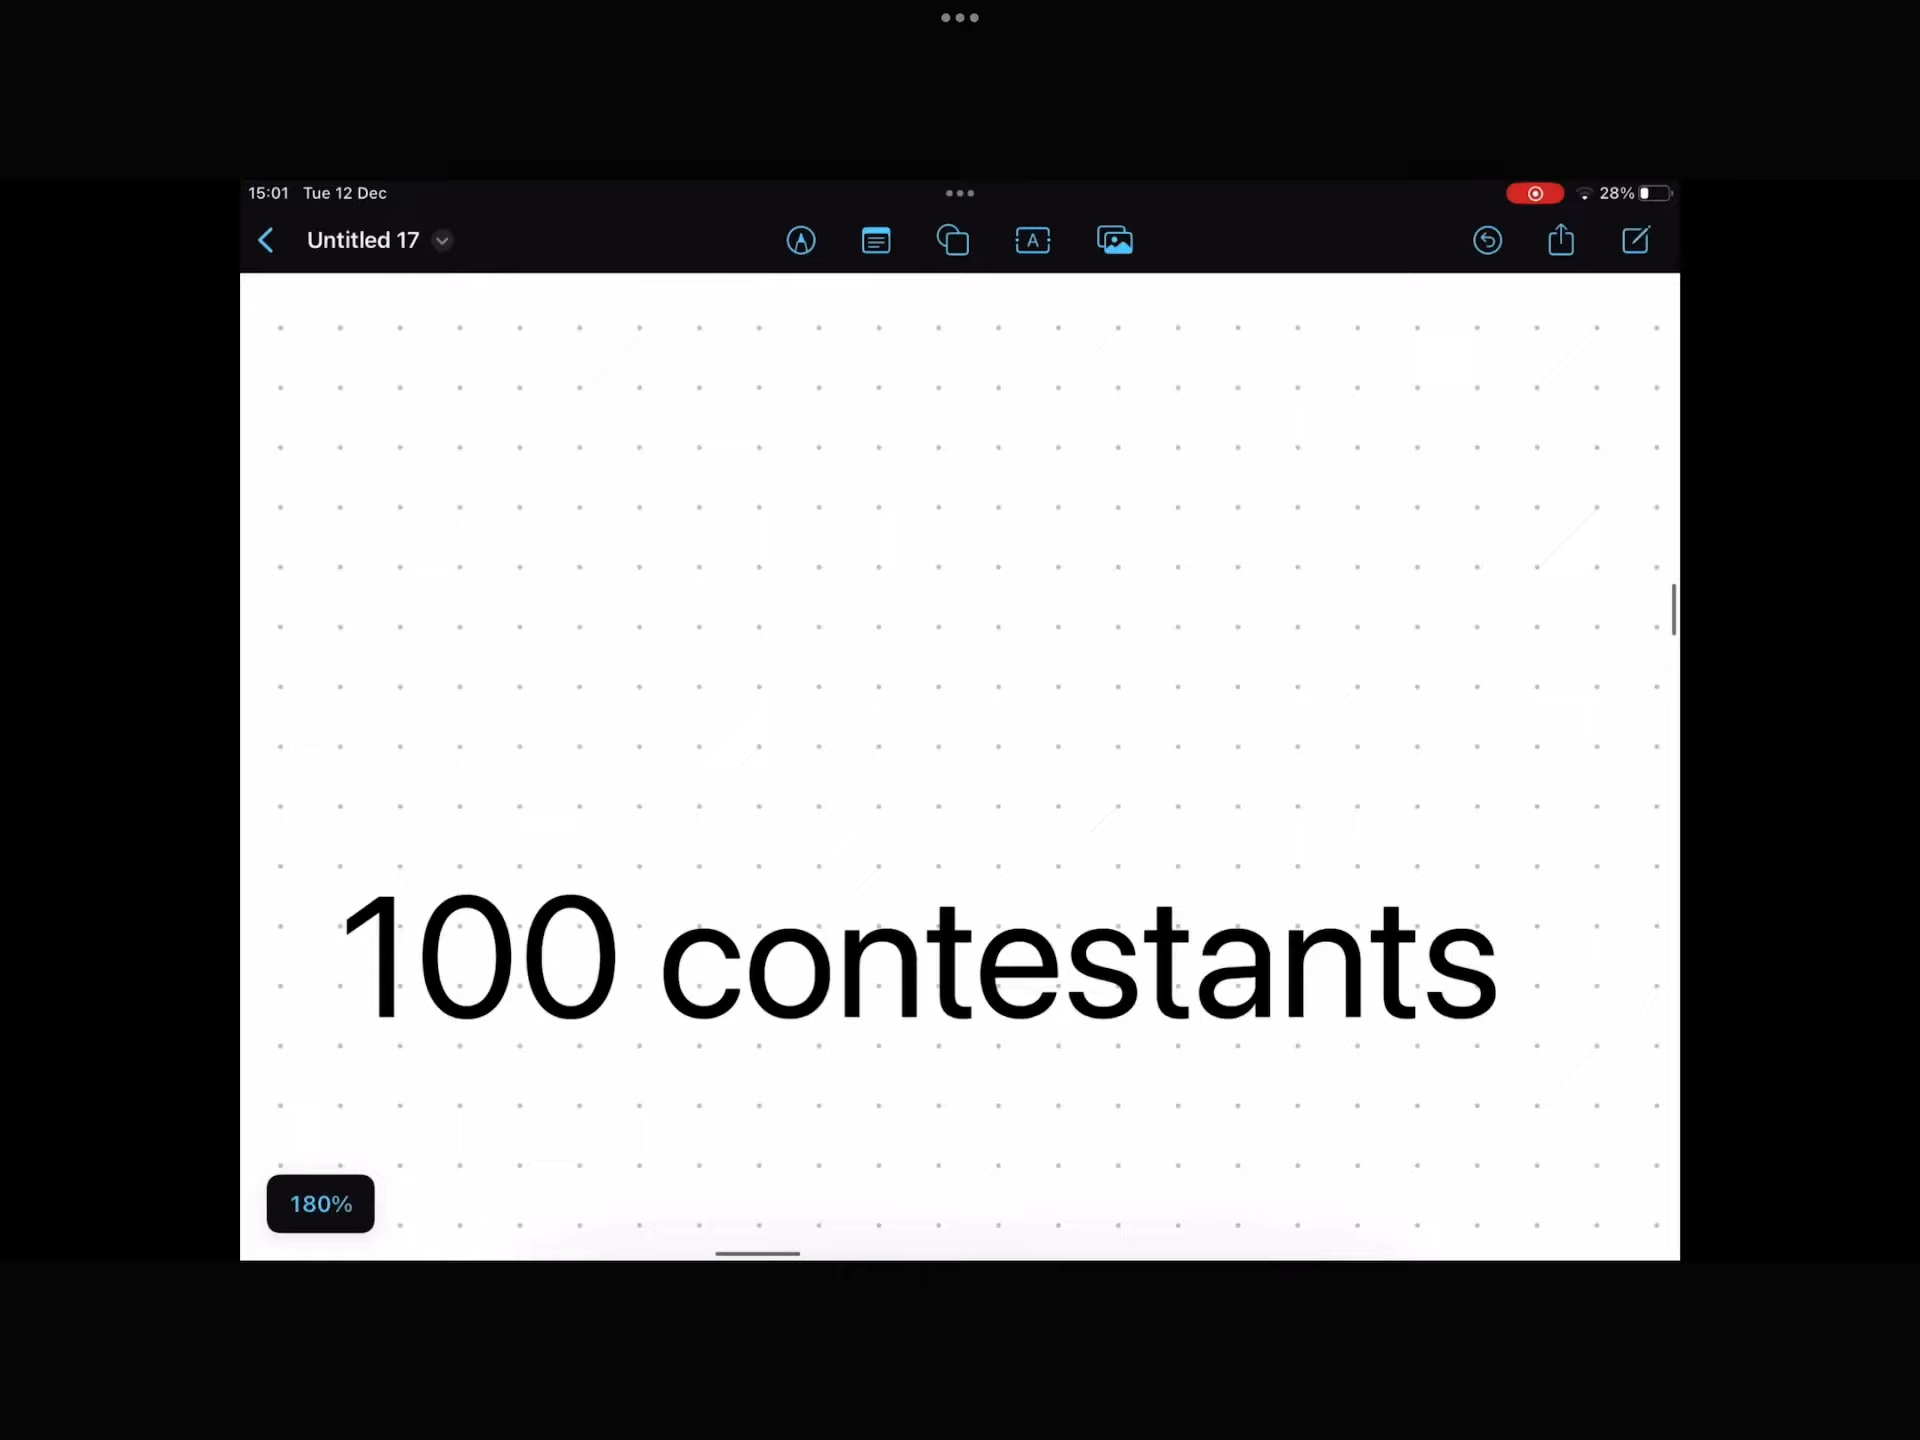 15:01 Tue 12 Dec
28%
Untitled 17
A
100 contestants
180%